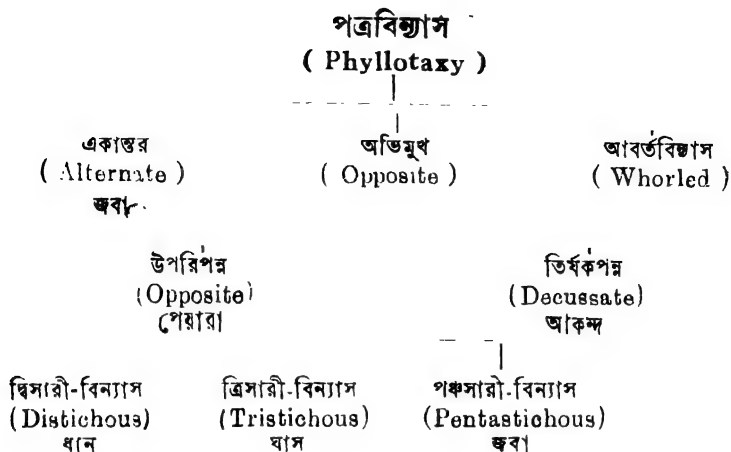 পত্রবিন্যাস
( Phyllotaxy )
একান্তর অভিমুখ আবর্তবিন্যাস
( Alternate ) ( Opposite ) ( Whorled )
জবা
উপরিপন্ন তির্যকপন্ন
(Opposite) (Decussate)
পেয়ারা আকন্দ
দ্বিসারী-বিন্যাস ত্রিসারী-বিন্যাস পঞ্চসারী-বিন্যাস
(Distichous) (Tristichous) (Pentastichous)
ধান ঘাস জবা